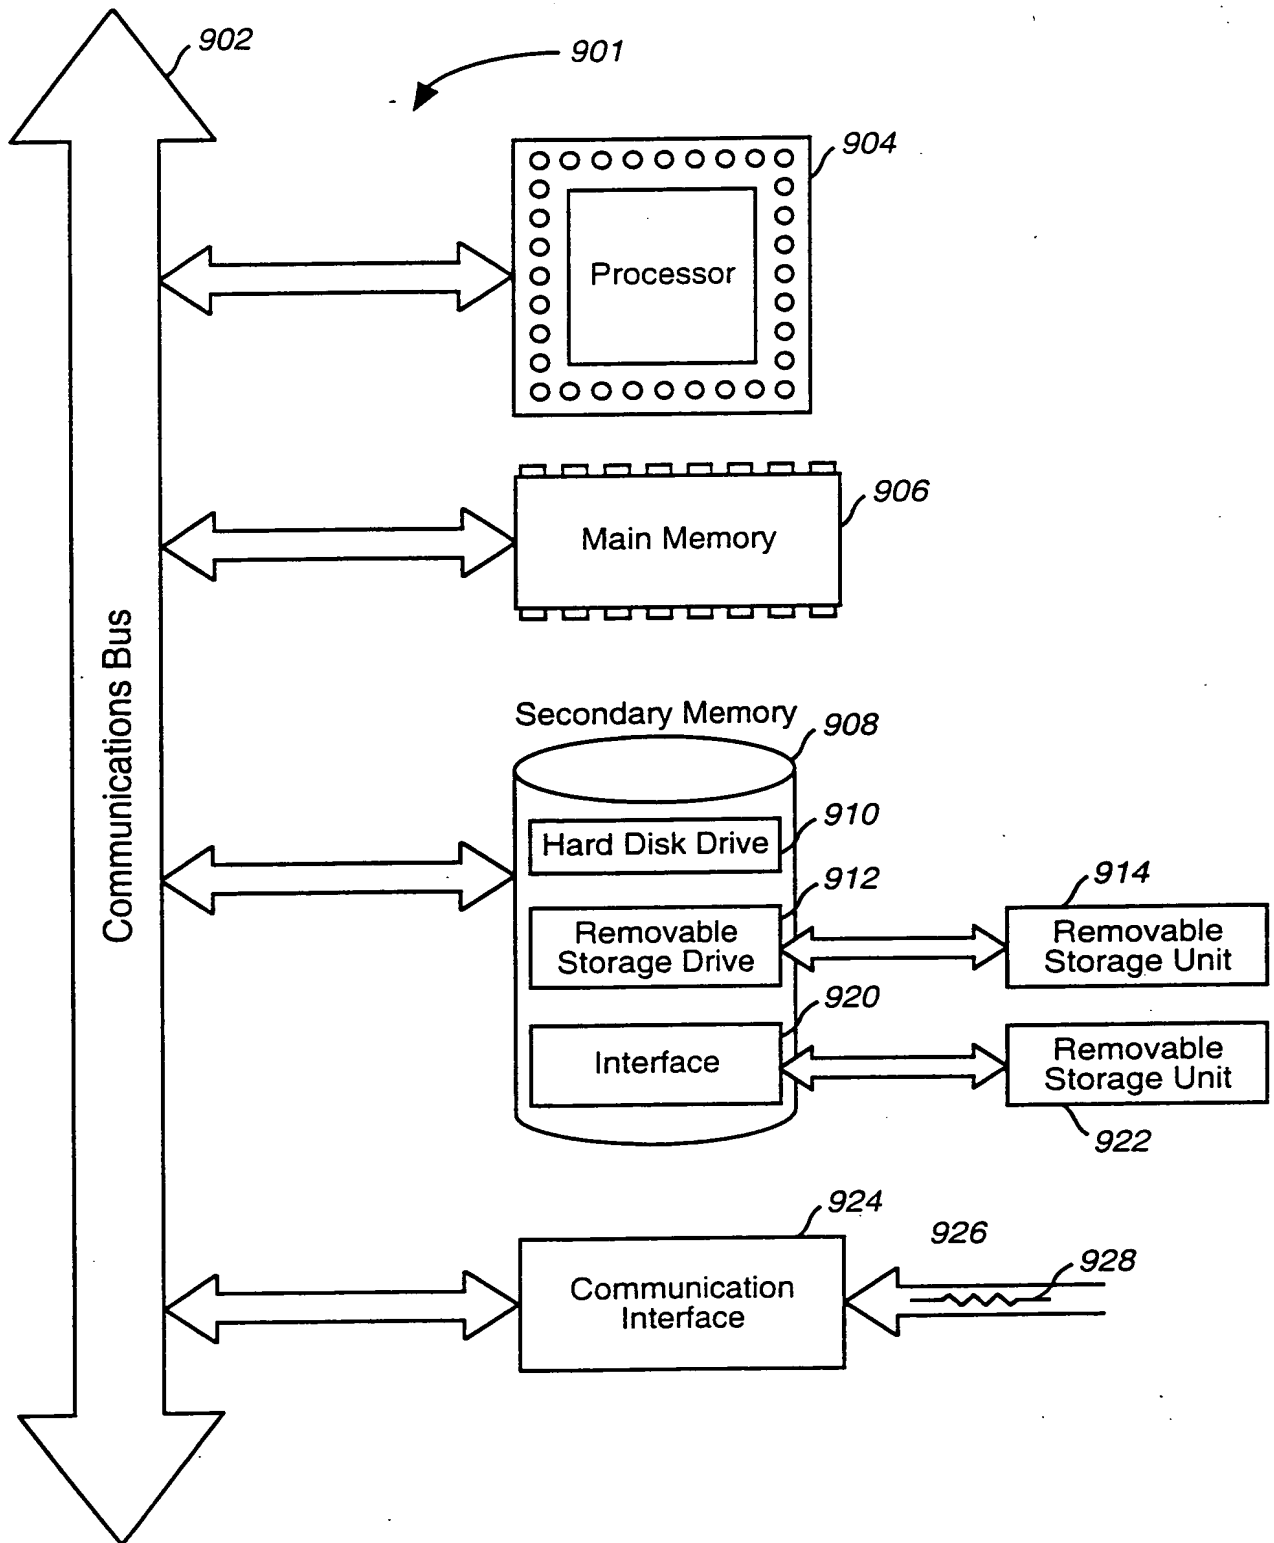 902
901
904
Processor
906
Main Memory
Communications Bus
Secondary Memory
908
910
Hard Disk Drive
912
Removable
Storage Drive
914
Removable
Storage Unit
920
Interface
Removable
Storage Unit
922
924
Communication
Interface
926
928